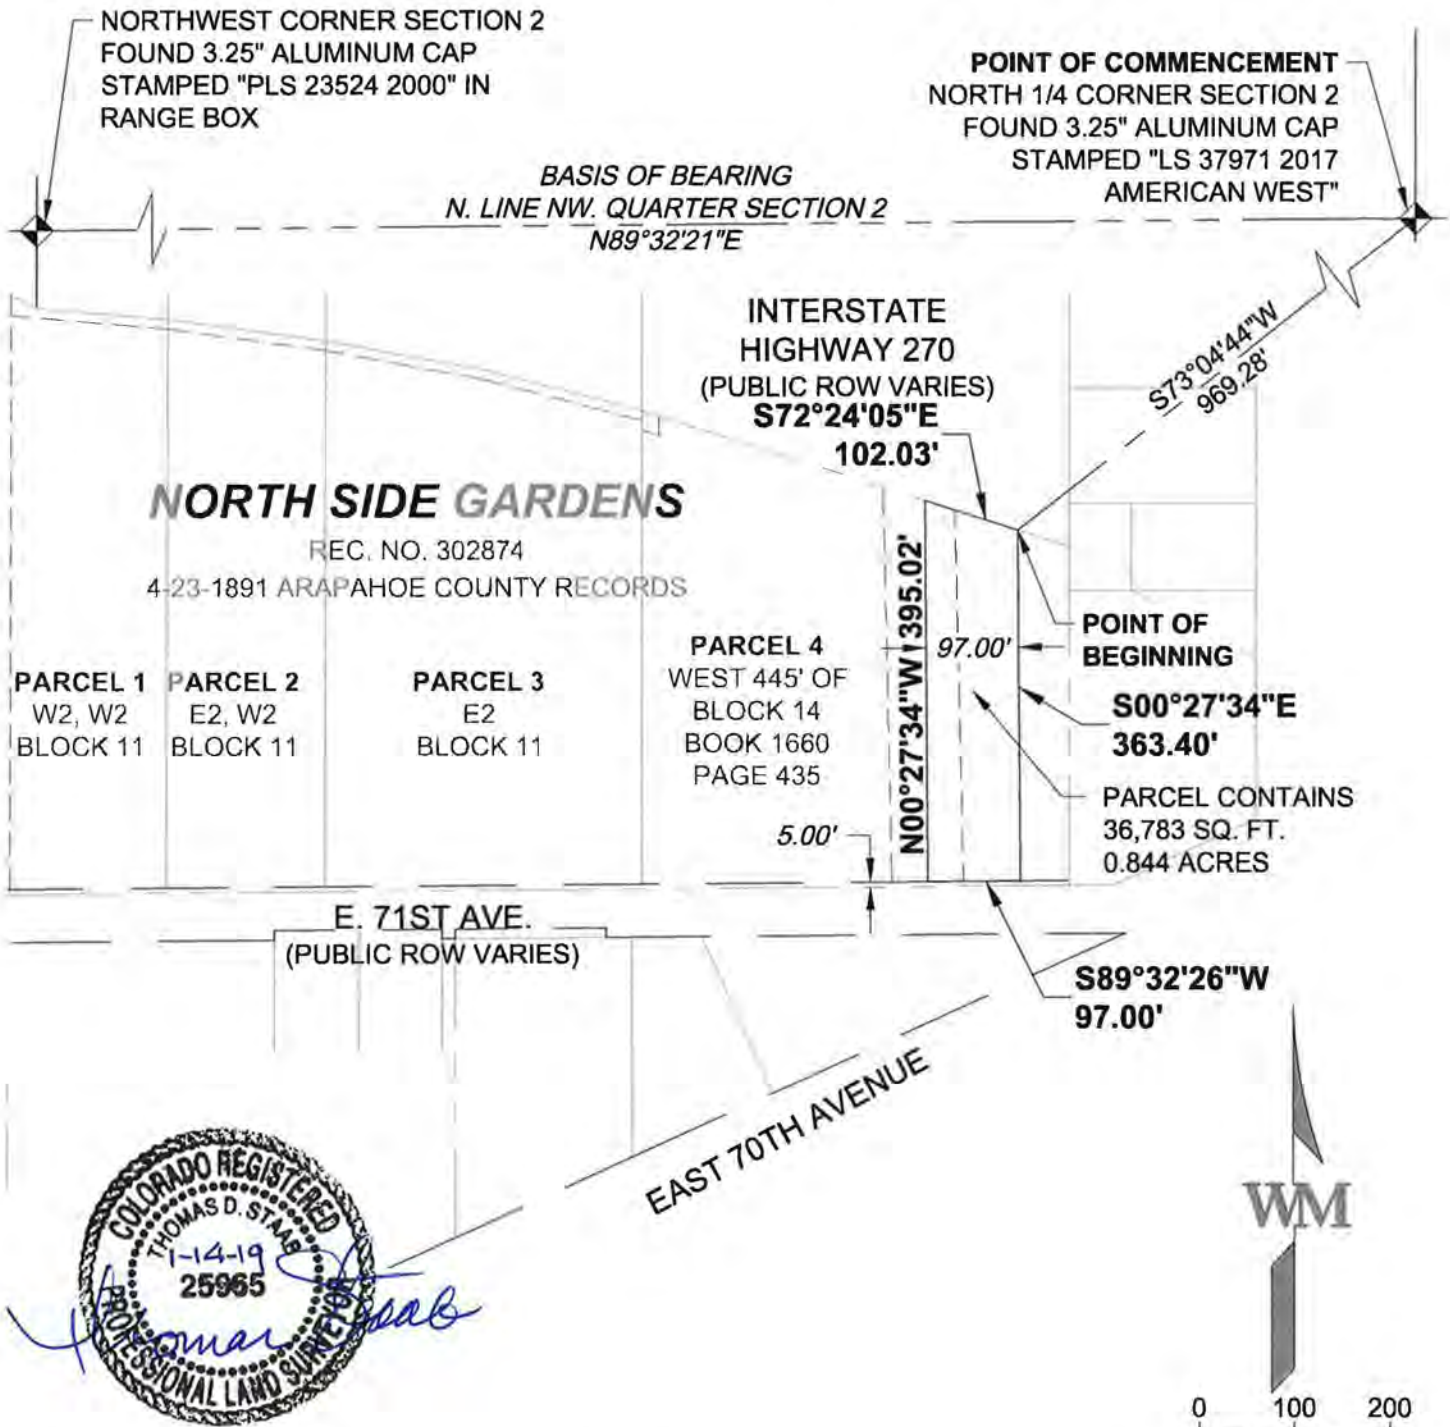 NORTHWEST CORNER SECTION 2
FOUND 3.25" ALUMINUM CAP
STAMPED "PLS 23524 2000" IN
RANGE BOX
POINT OF COMMENCEMENT
NORTH 1/4 CORNER SECTION 2
FOUND 3.25" ALUMINUM CAP
STAMPED "LS 37971 2017
AMERICAN WEST"
BASIS OF BEARING
N. LINE NW. QUARTER SECTION 2
N89°32'21"E
INTERSTATE
HIGHWAY 270
(PUBLIC ROW VARIES)
S72°24'05"E
102.03'
S73°04'44"W
969.28'
NORTH SIDE GARDENS
REC. NO. 302874
4-23-1891 ARAPAHOE COUNTY RECORDS
PARCEL 1
W2, W2
BLOCK 11
PARCEL 2
E2, W2
BLOCK 11
PARCEL 3
E2
BLOCK 11
PARCEL 4
WEST 445' OF
BLOCK 14
BOOK 1660
PAGE 435
N00°27'34"W 395.02'
97.00'
POINT OF
BEGINNING
S00°27'34"E
363.40'
PARCEL CONTAINS
36,783 SQ. FT.
0.844 ACRES
5.00'
E. 71ST AVE.
(PUBLIC ROW VARIES)
S89°32'26"W
97.00'
EAST 70TH AVENUE
COLORADO REGISTERED
THOMAS D. STAAB
1-14-19
25965
PROFESSIONAL LAND SURVEYOR
Thomas Staab
WM
0 100 200